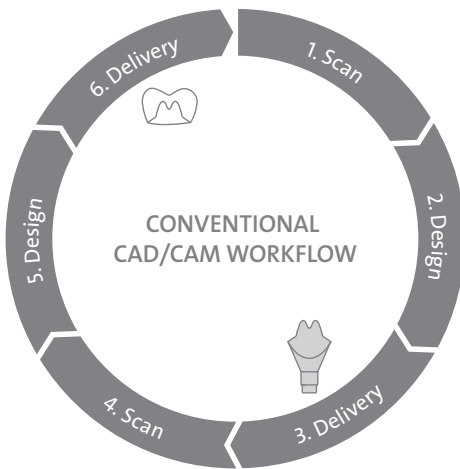 1. Scan
2. Design
3. Delivery
4. Scan
5. Design
6. Delivery
CONVENTIONAL
CAD/CAM WORKFLOW